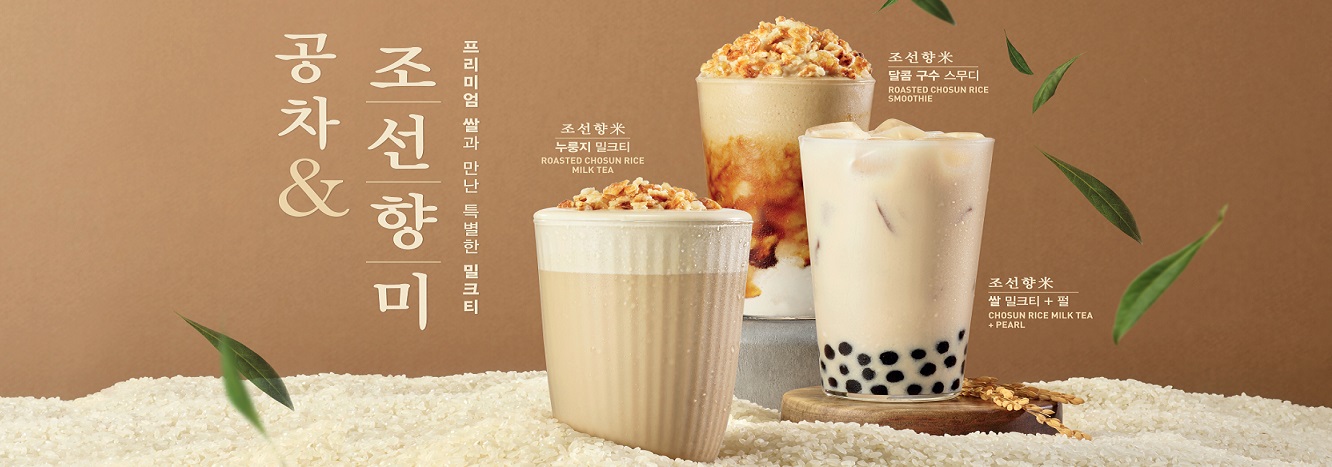 공차&
조선향미
프리미엄 쌀과 만난 특별한 밀크티
조선향米
누룽지 밀크티
ROASTED CHOSUN RICE
MILK TEA
조선향米
달콤 구수 스무디
ROASTED CHOSUN RICE
SMOOTHIE
조선향米
쌀 밀크티 + 펄
CHOSUN RICE MILK TEA
+ PEARL